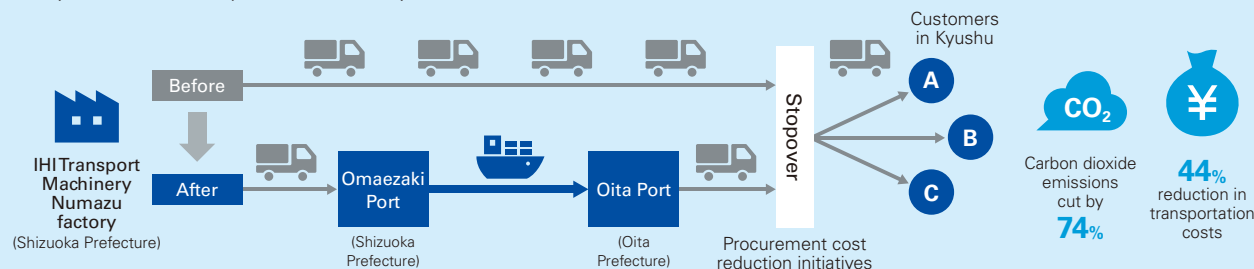 Customers
in Kyushu
Before
A
Stopover
B
C
IHI Transport
Machinery
Numazu
factory
(Shizuoka Prefecture)
After
Omaezaki
Port
(Shizuoka
Prefecture)
Oita Port
(Oita
Prefecture)
Procurement cost
reduction initiatives
CO₂
Carbon dioxide
emissions
cut by
74%
¥
44%
reduction in
transportation
costs